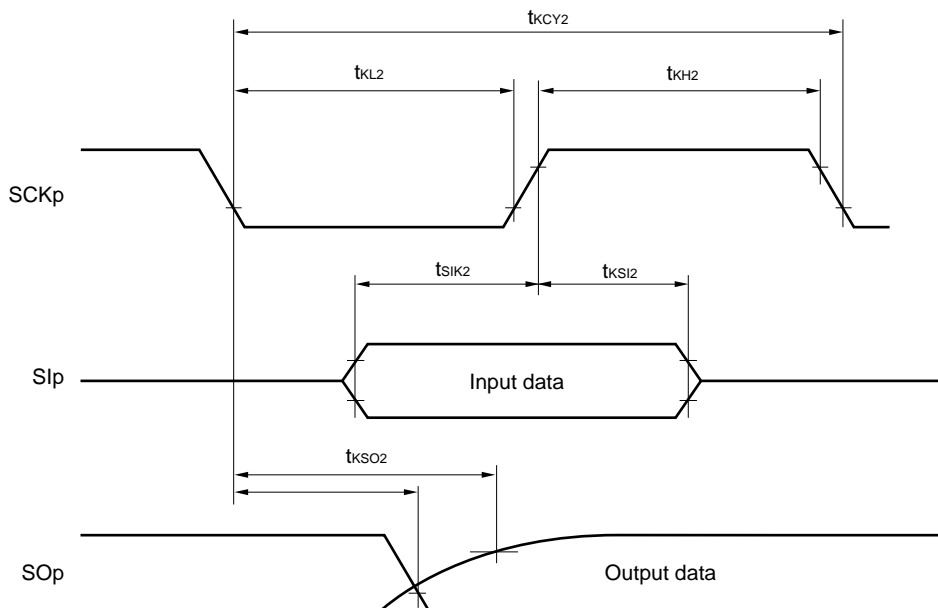 tKCY2
tKL2
tKH2
SCKp
tSIK2
tKSI2
SIp
Input data
tKSO2
SOp
Output data